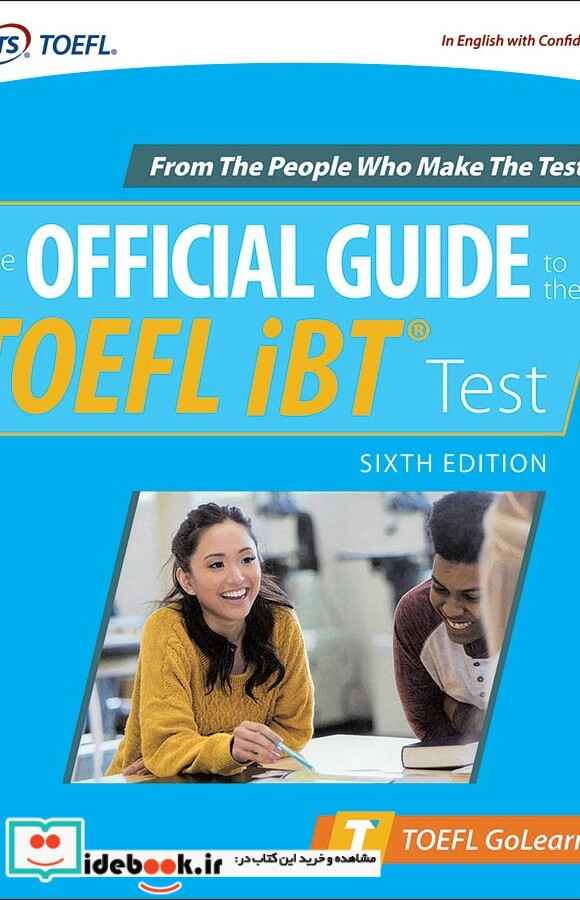 ETS® TOEFL®
In English with Confid
From The People Who Make The Test
e OFFICIAL GUIDE to the
TOEFL iBT® Test
SIXTH EDITION
T TOEFL GoLearn
مشاهده و خرید این کتاب در:
idebook.ir